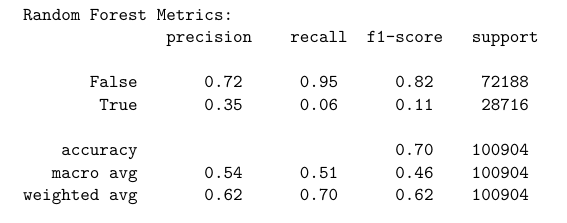 Random Forest Metrics:
precision recall f1-score support
False 0.72 0.95 0.82 72188
True 0.35 0.06 0.11 28716
accuracy 0.70 100904
macro avg 0.54 0.51 0.46 100904
weighted avg 0.62 0.70 0.62 100904